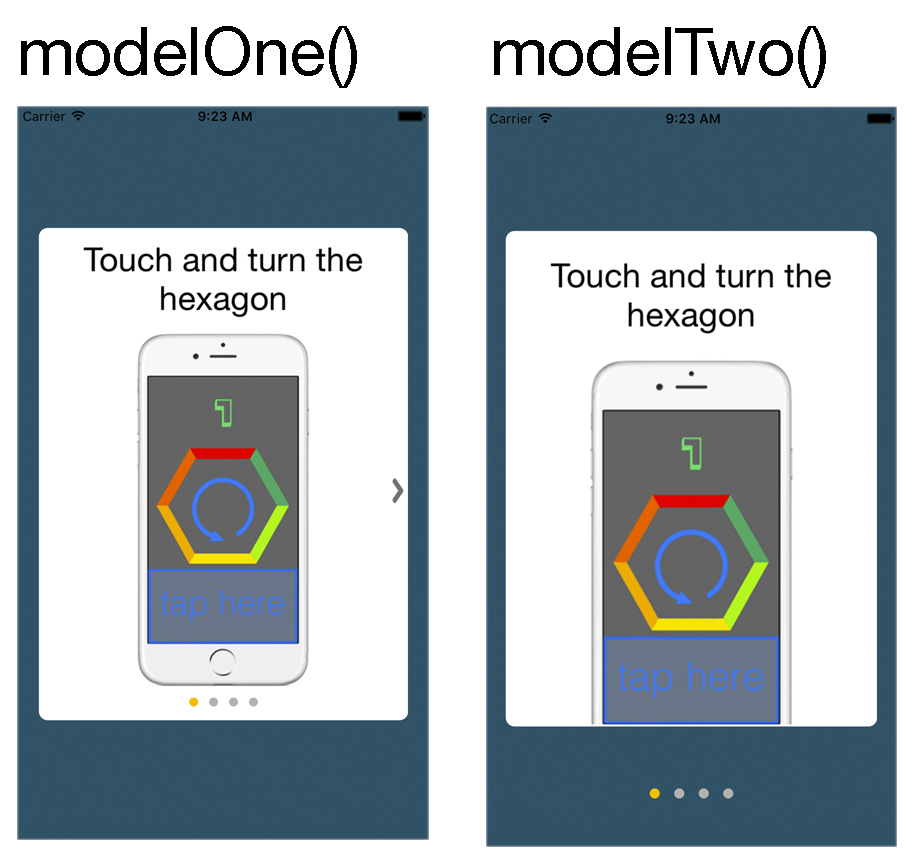 modelOne()
modelTwo()
Carrier 9:23 AM
Touch and turn the
hexagon
1
tap here
Carrier 9:23 AM
Touch and turn the
hexagon
1
tap here